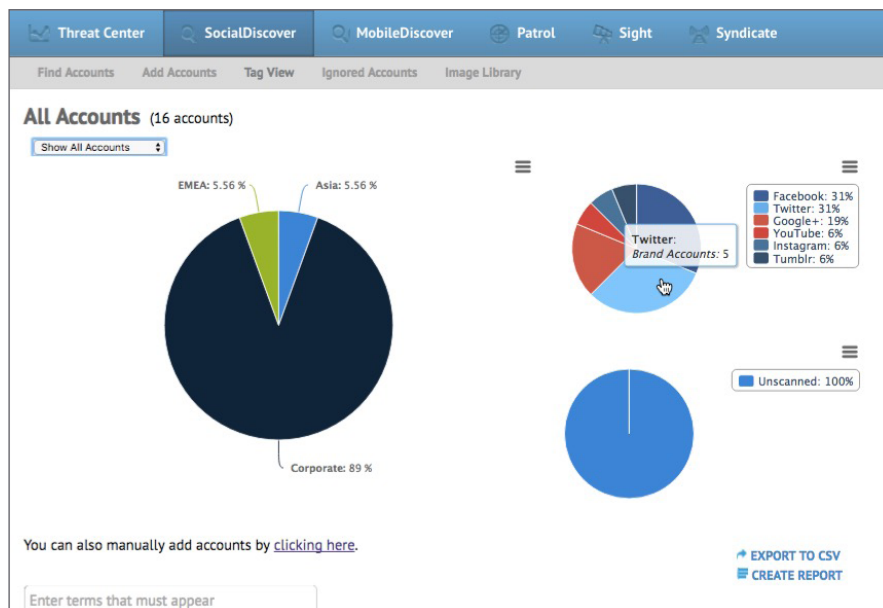 Threat Center
SocialDiscover
MobileDiscover
Patrol
Sight
Syndicate
Find Accounts
Add Accounts
Tag View
Ignored Accounts
Image Library
All Accounts (16 accounts)
Show All Accounts
EMEA: 5.56 %
Asia: 5.56 %
Corporate: 89 %
Facebook: 31%
Twitter: 31%
Google+: 19%
YouTube: 6%
Instagram: 6%
Tumblr: 6%
Twitter:
Brand Accounts: 5
Unscanned: 100%
You can also manually add accounts by clicking here.
EXPORT TO CSV
CREATE REPORT
Enter terms that must appear